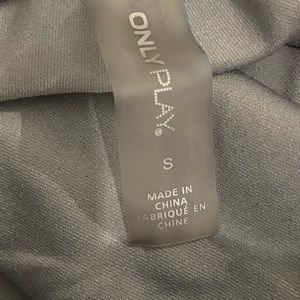 ONLY PLAY®
S
MADE IN
CHINA
FABRIQUÉ EN
CHINE